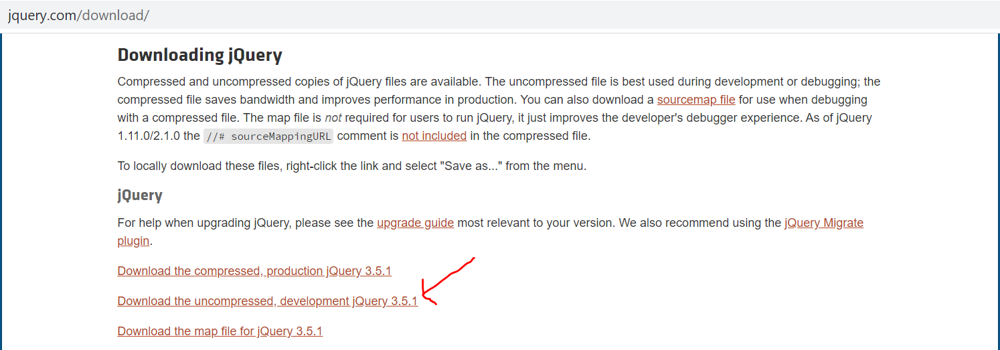 jquery.com/download/
Downloading jQuery
Compressed and uncompressed copies of jQuery files are available. The uncompressed file is best used during development or debugging; the
compressed file saves bandwidth and improves performance in production. You can also download a sourcemap file for use when debugging
with a compressed file. The map file is not required for users to run jQuery, it just improves the developer's debugger experience. As of jQuery
1.11.0/2.1.0 the //# sourceMappingURL comment is not included in the compressed file.
To locally download these files, right-click the link and select "Save as..." from the menu.
jQuery
For help when upgrading jQuery, please see the upgrade guide most relevant to your version. We also recommend using the jQuery Migrate
plugin.
Download the compressed, production jQuery 3.5.1
Download the uncompressed, development jQuery 3.5.1
Download the map file for jQuery 3.5.1